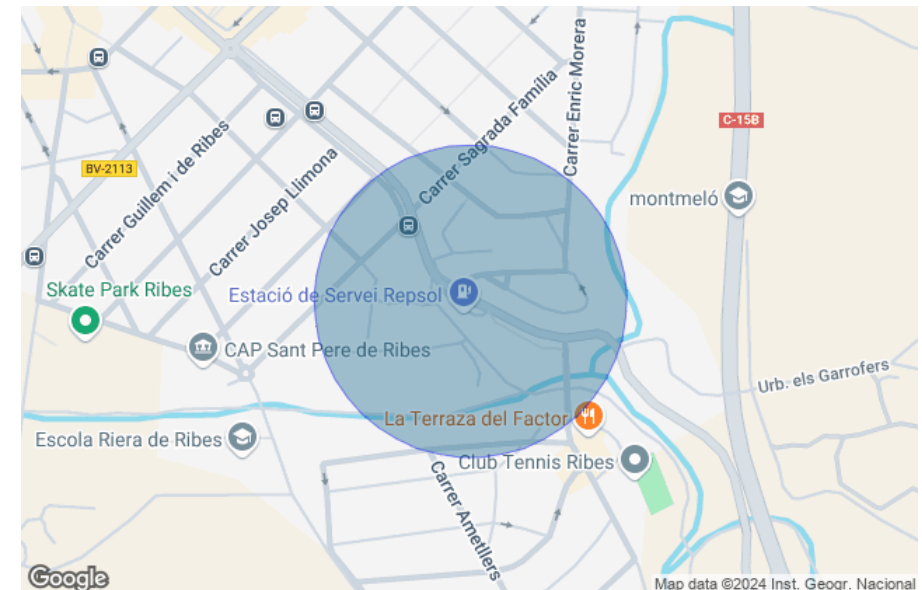 Carrer Enric Morera
C-15B
Carrer Sagrada Família
BV-2113
Carrer Guillem i de Ribes
Carrer Josep Llimona
montmeló
Skate Park Ribes
Estació de Servei Repsol
CAP Sant Pere de Ribes
Urb. els Garrofers
La Terraza del Factor
Escola Riera de Ribes
Club Tennis Ribes
Carrer Ametllers
Google
Map data ©2024 Inst. Geogr. Nacional